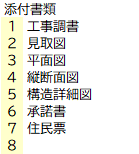 添付書類
1 工事調書
2 見取図
3 平面図
4 縦断面図
5 構造詳細図
6 承諾書
7 住民票
8